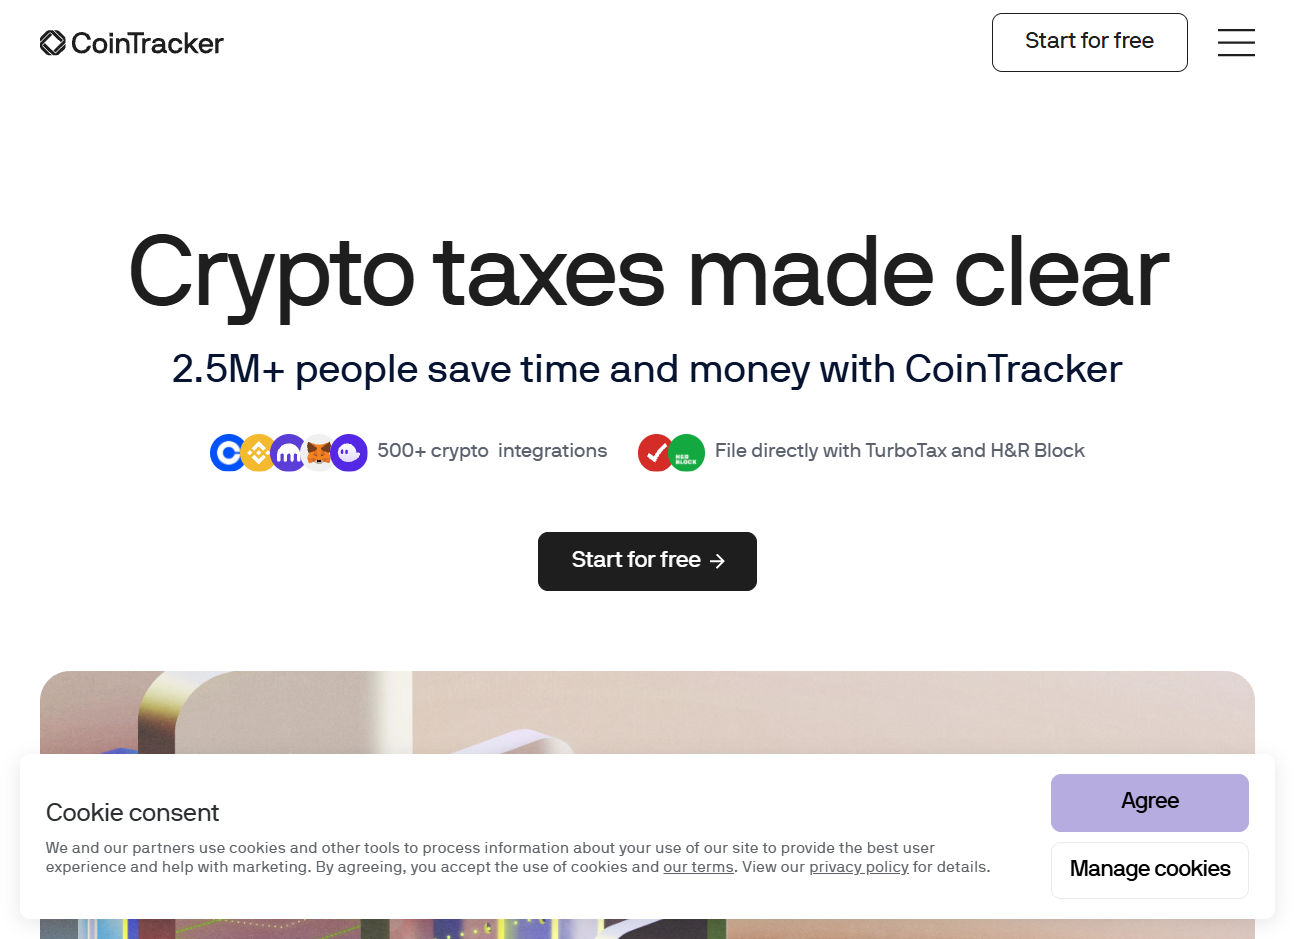 CoinTracker
Start for free
Crypto taxes made clear
2.5M+ people save time and money with CoinTracker
500+ crypto integrations
H&R
BLOCK
File directly with TurboTax and H&R Block
Start for free →
Cookie consent
We and our partners use cookies and other tools to process information about your use of our site to provide the best user
experience and help with marketing. By agreeing, you accept the use of cookies and our terms. View our privacy policy for details.
Agree
Manage cookies